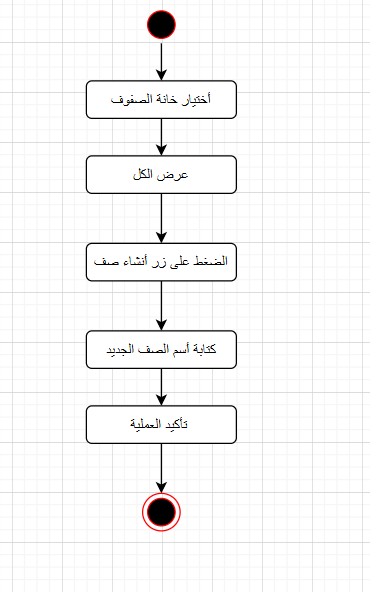 أختيار خانة الصفوف
عرض الكل
الضغط على زر أنشاء صف
كتابة أسم الصف الجديد
تأكيد العملية